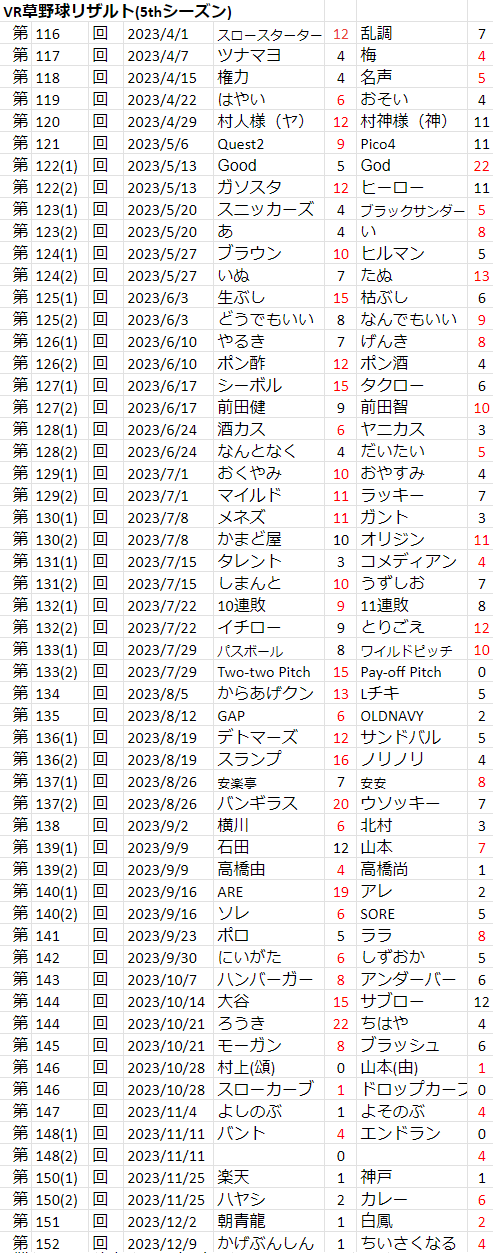 VR草野球リザルト(5thシーズン)
第 116 回 2023/4/1 スロースターター 12 乱調 7
第 117 回 2023/4/7 ツナマヨ 4 梅 4
第 118 回 2023/4/15 権力 4 名声 5
第 119 回 2023/4/22 はやい 6 おそい 4
第 120 回 2023/4/29 村人様（ヤ） 12 村神様（神） 11
第 121 回 2023/5/6 Quest2 9 Pico4 11
第 122(1) 回 2023/5/13 Good 5 God 22
第 122(2) 回 2023/5/13 ガソスタ 12 ヒーロー 11
第 123(1) 回 2023/5/20 スニッカーズ 4 ブラックサンダー 5
第 123(2) 回 2023/5/20 あ 4 い 8
第 124(1) 回 2023/5/27 ブラウン 10 ヒルマン 5
第 124(2) 回 2023/5/27 いぬ 7 たぬ 13
第 125(1) 回 2023/6/3 生ぶし 15 枯ぶし 6
第 125(2) 回 2023/6/3 どうでもいい 8 なんでもいい 9
第 126(1) 回 2023/6/10 やるき 7 げんき 8
第 126(2) 回 2023/6/10 ポン酢 12 ポン酒 4
第 127(1) 回 2023/6/17 シーボル 15 タクロー 6
第 127(2) 回 2023/6/17 前田健 9 前田智 10
第 128(1) 回 2023/6/24 酒カス 6 ヤニカス 3
第 128(2) 回 2023/6/24 なんとなく 4 だいたい 5
第 129(1) 回 2023/7/1 おくやみ 10 おやすみ 4
第 129(2) 回 2023/7/1 マイルド 11 ラッキー 7
第 130(1) 回 2023/7/8 メネズ 11 ガント 3
第 130(2) 回 2023/7/8 かまど屋 10 オリジン 11
第 131(1) 回 2023/7/15 タレント 3 コメディアン 4
第 131(2) 回 2023/7/15 しまんと 10 うずしお 7
第 132(1) 回 2023/7/22 10連敗 9 11連敗 8
第 132(2) 回 2023/7/22 イチロー 9 とりごえ 12
第 133(1) 回 2023/7/29 パスボール 8 ワイルドピッチ 10
第 133(2) 回 2023/7/29 Two-two Pitch 15 Pay-off Pitch 0
第 134 回 2023/8/5 からあげクン 13 Lチキ 5
第 135 回 2023/8/12 GAP 6 OLDNAVY 2
第 136(1) 回 2023/8/19 デトマーズ 12 サンドバル 5
第 136(2) 回 2023/8/19 スランプ 16 ノリノリ 4
第 137(1) 回 2023/8/26 安楽亭 7 安安 8
第 137(2) 回 2023/8/26 バンギラス 20 ウソッキー 7
第 138 回 2023/9/2 横川 6 北村 3
第 139(1) 回 2023/9/9 石田 12 山本 7
第 139(2) 回 2023/9/9 高橋由 4 高橋尚 1
第 140(1) 回 2023/9/16 ARE 19 アレ 2
第 140(2) 回 2023/9/16 ソレ 6 SORE 5
第 141 回 2023/9/23 ポロ 5 ララ 8
第 142 回 2023/9/30 にいがた 6 しずおか 5
第 143 回 2023/10/7 ハンバーガー 8 アンダーバー 6
第 144 回 2023/10/14 大谷 15 サブロー 12
第 144 回 2023/10/21 ろうき 22 ちはや 4
第 145 回 2023/10/21 モーガン 8 ブラッシュ 6
第 146 回 2023/10/28 村上(頌) 0 山本(由) 1
第 146 回 2023/10/28 スローカーブ 1 ドロップカーブ 0
第 147 回 2023/11/4 よしのぶ 1 よそのぶ 4
第 148(1) 回 2023/11/11 バント 4 エンドラン 0
第 148(2) 回 2023/11/11 0 4
第 150(1) 回 2023/11/25 楽天 1 神戸 1
第 150(2) 回 2023/11/25 ハヤシ 2 カレー 6
第 151 回 2023/12/2 朝青龍 1 白鳳 2
第 152 回 2023/12/9 かげぶんしん 1 ちいさくなる 4